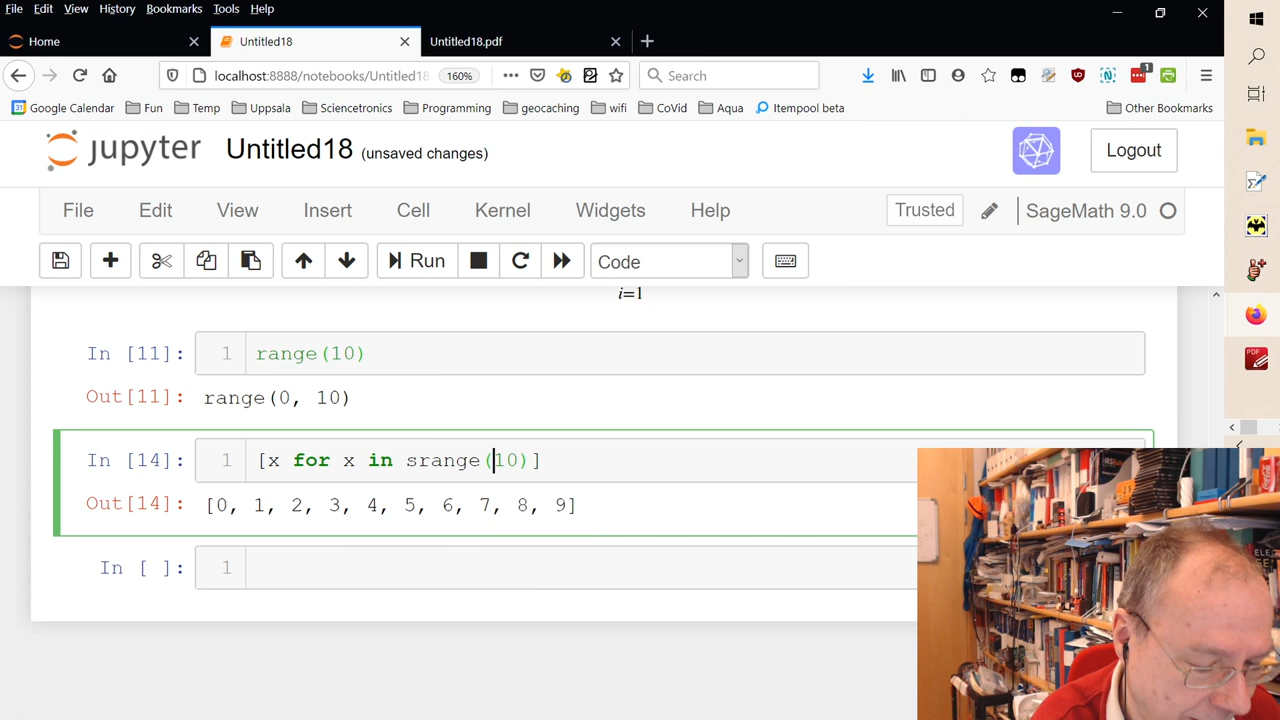 File Edit View History Bookmarks Tools Help
Home Untitled18 Untitled18.pdf
localhost:8888/notebooks/Untitled18 160% Search 1
31 Google Calendar Fun Temp Uppsala Sciencetronics Programming geocaching wifi CoVid Aqua Itempool beta Other Bookmarks
jupyter Untitled18 (unsaved changes) Logout
File Edit View Insert Cell Kernel Widgets Help Trusted SageMath 9.0
Run Code
i=1
In [11]: 1 range(10)
Out[11]: range(0, 10)
In [14]: 1 [x for x in srange(10)]
Out[14]: [0, 1, 2, 3, 4, 5, 6, 7, 8, 9]
In [ ]: 1
PDF